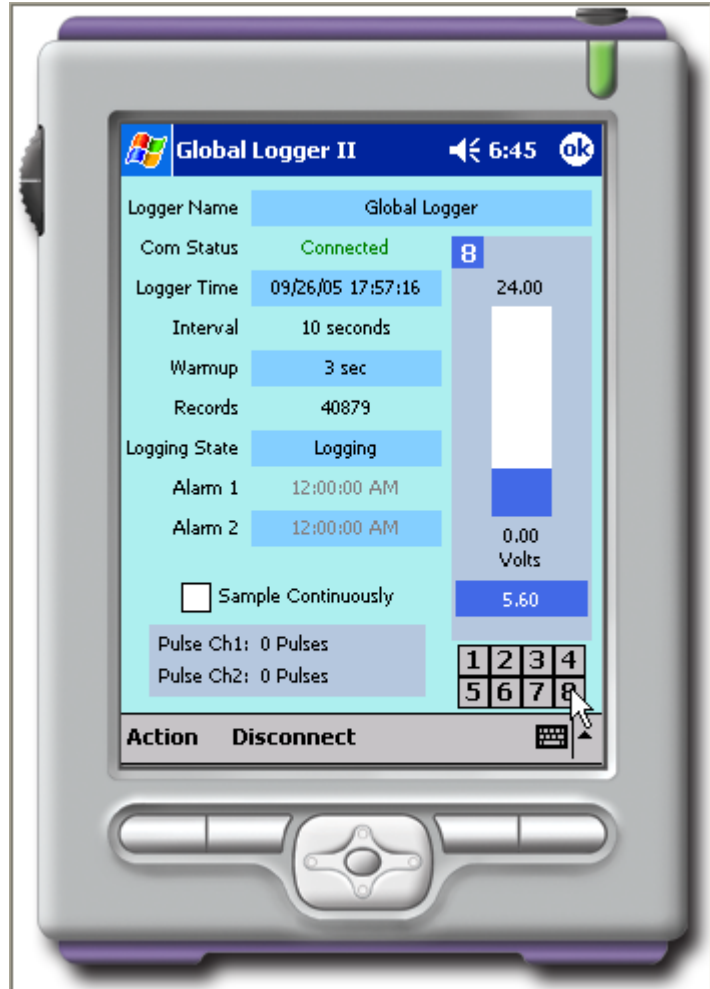 Global Logger II 6:45 ok
Logger Name Global Logger
Com Status Connected
8
Logger Time 09/26/05 17:57:16
24.00
Interval 10 seconds
Warmup 3 sec
Records 40879
Logging State Logging
Alarm 1 12:00:00 AM
Alarm 2 12:00:00 AM
0.00
Volts
Sample Continuously
5.60
Pulse Ch1: 0 Pulses
Pulse Ch2: 0 Pulses
1 2 3 4
5 6 7 8
Action Disconnect